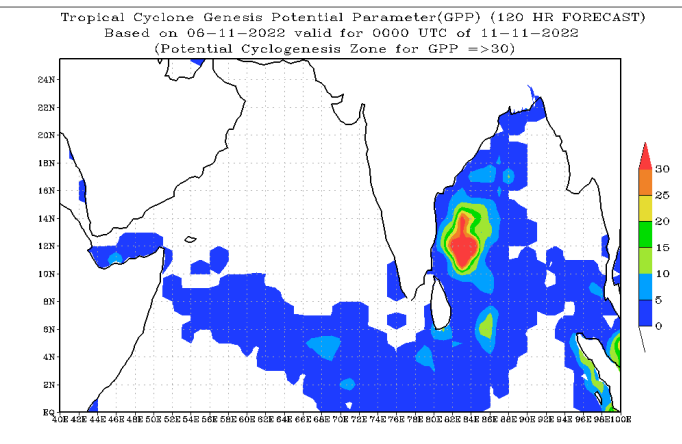 Tropical Cyclone Genesis Potential Parameter(GPP) (120 HR FORECAST)
Based on 06-11-2022 valid for 0000 UTC of 11-11-2022
(Potential Cyclogenesis Zone for GPP =>30)
24N
22N
20N
18N
16N
14N
12N
10N
8N
6N
4N
2N
EQ
40E 42E 44E 46E 48E 50E 52E 54E 56E 58E 60E 62E 64E 66E 68E 70E 72E 74E 76E 78E 80E 82E 84E 86E 88E 90E 92E 94E 96E 98E 100E
30
25
20
15
10
5
0